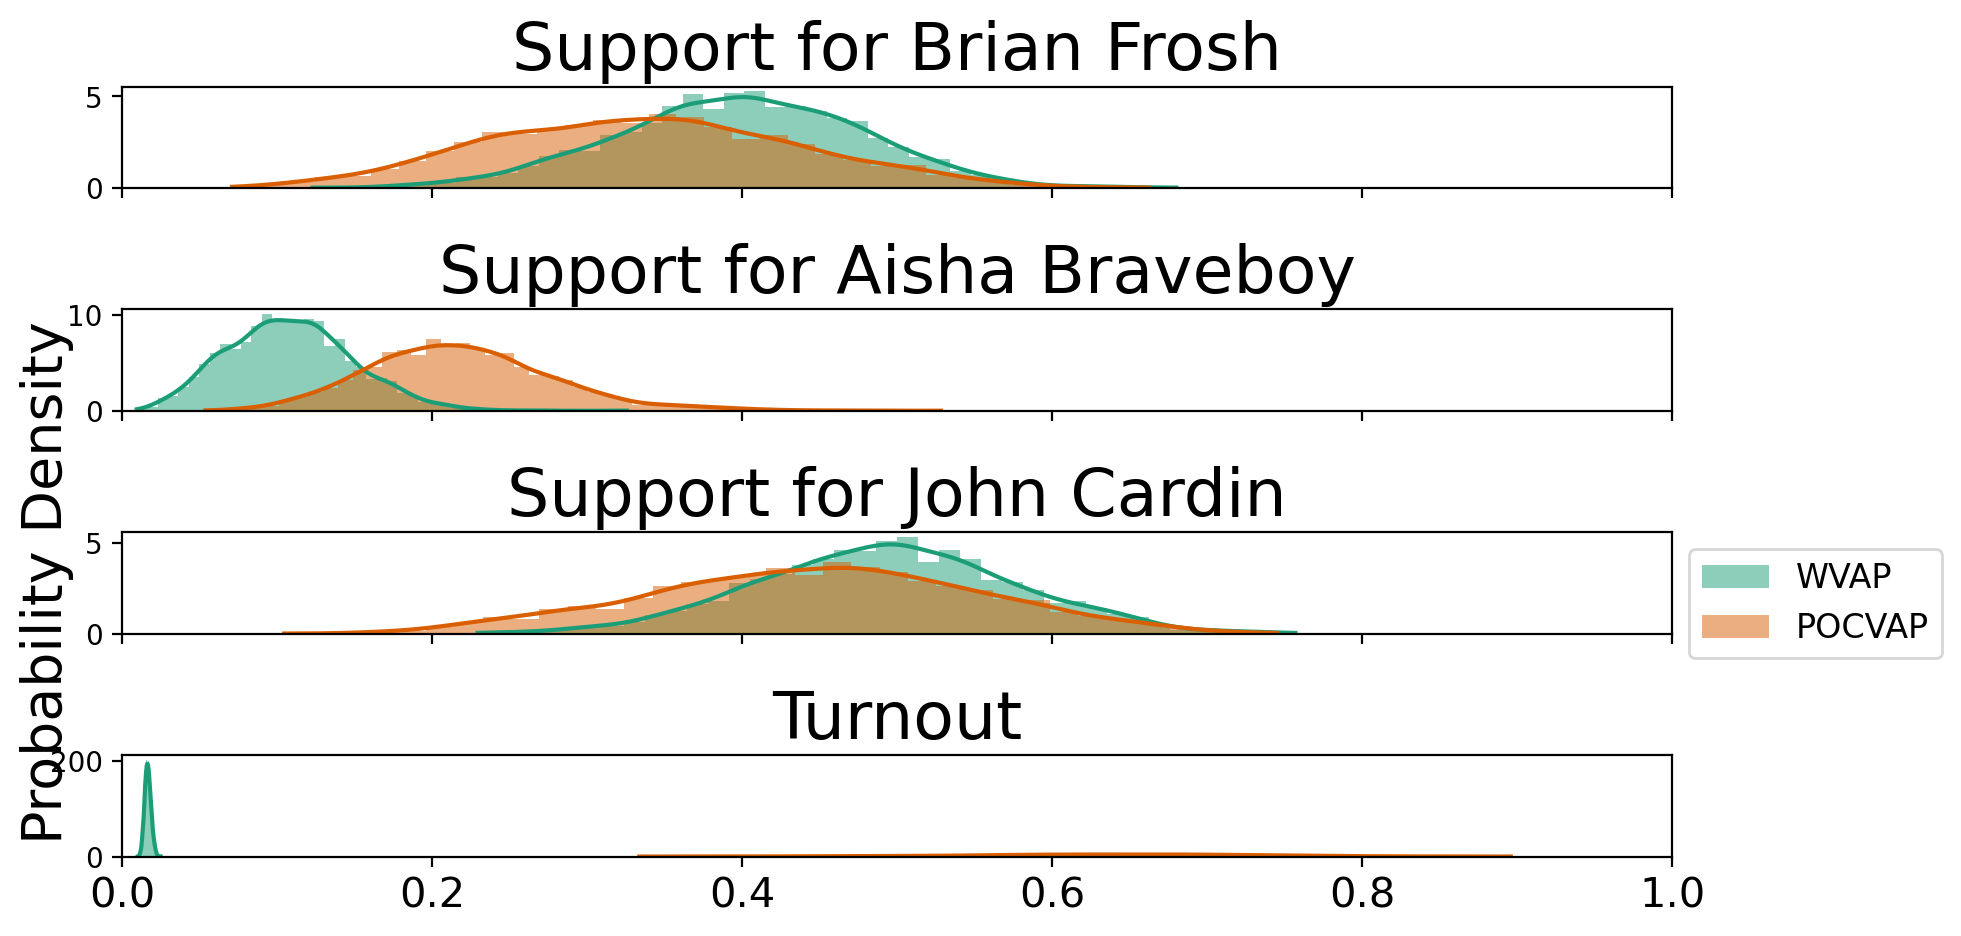 Support for Brian Frosh
5
0
Support for Aisha Braveboy
10
0
Support for John Cardin
5
0
Turnout
200
0
0.0 0.2 0.4 0.6 0.8 1.0
Probability Density
WVAP
POCVAP